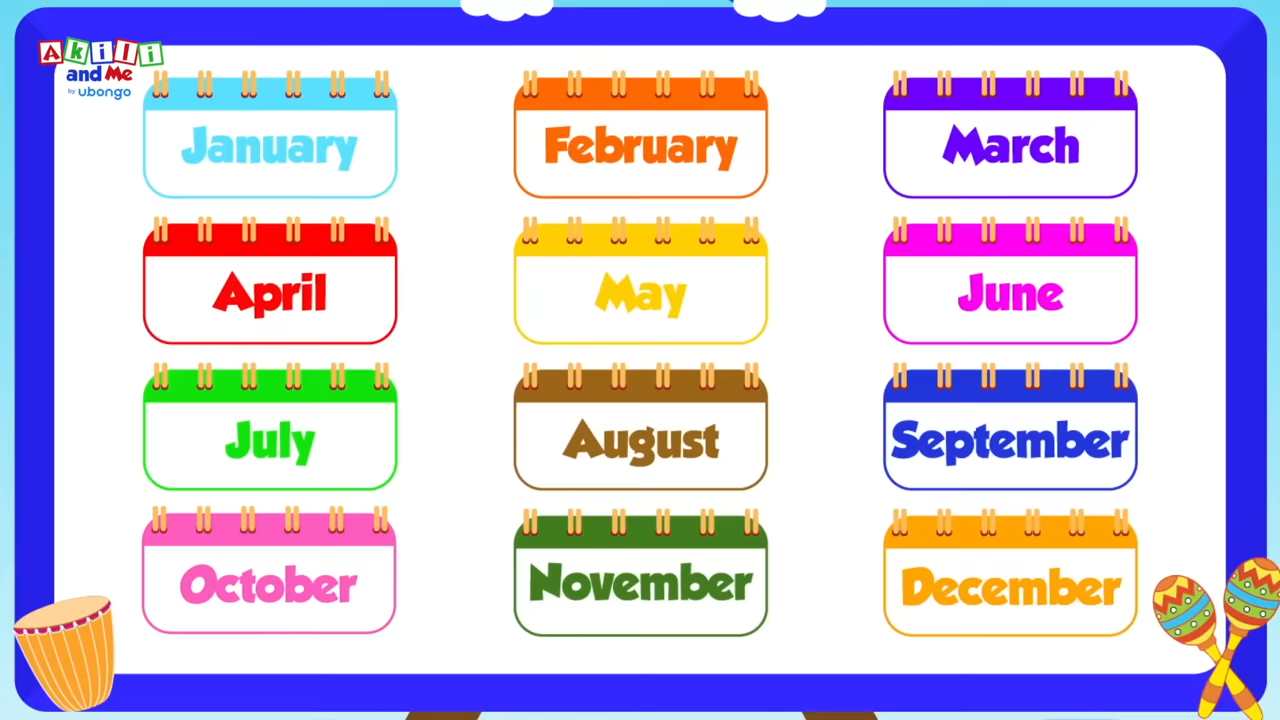 Akili
and Me
by ubongo
January
February
March
April
May
June
July
August
September
October
November
December